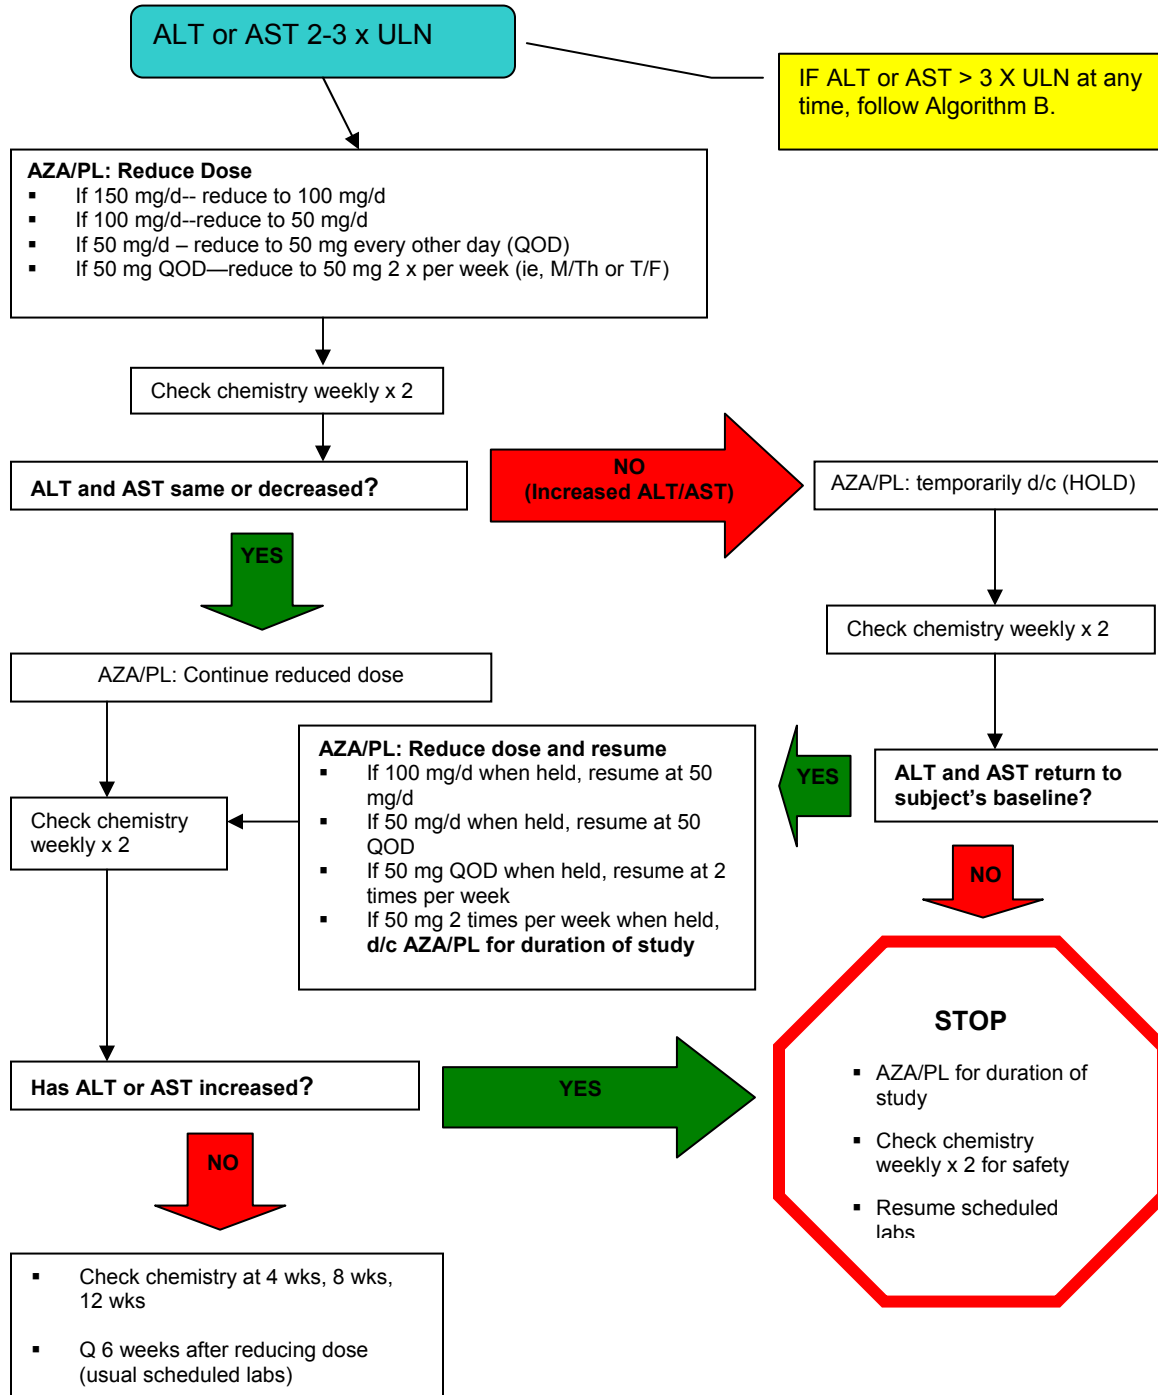 ALT or AST 2-3 x ULN
IF ALT or AST > 3 X ULN at any
time, follow Algorithm B.
AZA/PL: Reduce Dose
▪ If 150 mg/d-- reduce to 100 mg/d
▪ If 100 mg/d--reduce to 50 mg/d
▪ If 50 mg/d – reduce to 50 mg every other day (QOD)
▪ If 50 mg QOD—reduce to 50 mg 2 x per week (ie, M/Th or T/F)
Check chemistry weekly x 2
ALT and AST same or decreased?
NO
(Increased ALT/AST)
AZA/PL: temporarily d/c (HOLD)
YES
Check chemistry weekly x 2
AZA/PL: Continue reduced dose
AZA/PL: Reduce dose and resume
▪ If 100 mg/d when held, resume at 50
mg/d
▪ If 50 mg/d when held, resume at 50
QOD
▪ If 50 mg QOD when held, resume at 2
times per week
▪ If 50 mg 2 times per week when held,
d/c AZA/PL for duration of study
YES
ALT and AST return to
subject's baseline?
Check chemistry
weekly x 2
NO
STOP
▪ AZA/PL for duration of
study
▪ Check chemistry
weekly x 2 for safety
▪ Resume scheduled
labs
Has ALT or AST increased?
YES
NO
▪ Check chemistry at 4 wks, 8 wks,
12 wks
▪ Q 6 weeks after reducing dose
(usual scheduled labs)